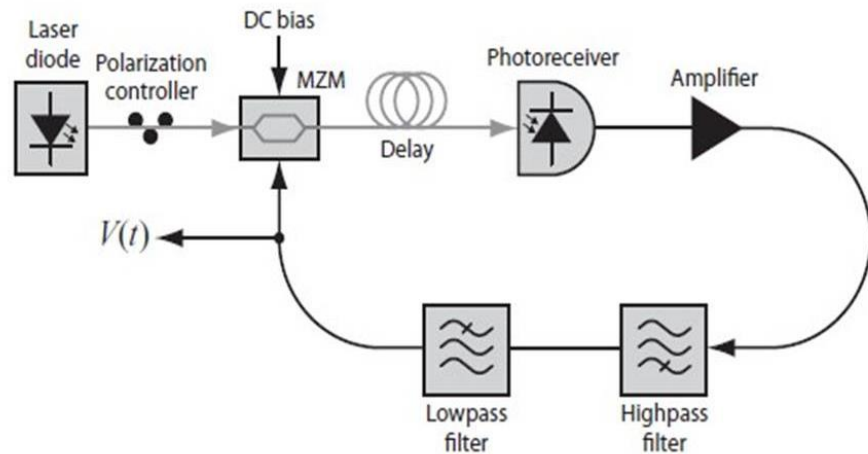 DC bias
Laser
diode
Polarization
controller
MZM
Delay
Photoreceiver
Amplifier
V(t)
Lowpass
filter
Highpass
filter